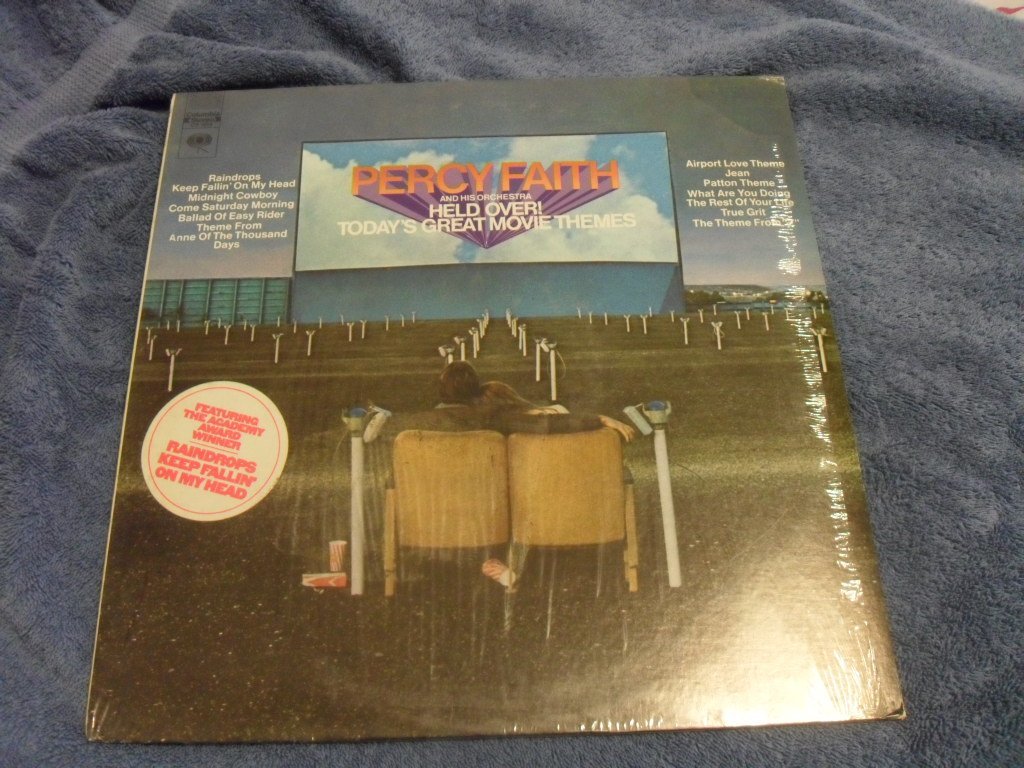 Columbia
Raindrops
Keep Fallin' On My Head
Midnight Cowboy
Come Saturday Morning
Ballad Of Easy Rider
Theme From
Anne Of The Thousand
Days
PERCY FAITH
AND HIS ORCHESTRA
HELD OVER!
TODAY'S GREAT MOVIE THEMES
Airport Love Theme
Jean
Patton Theme
What Are You Doing
The Rest Of Your Life
True Grit
The Theme From
FEATURING
THE ACADEMY
AWARD
WINNER
RAINDROPS
KEEP FALLIN'
ON MY HEAD